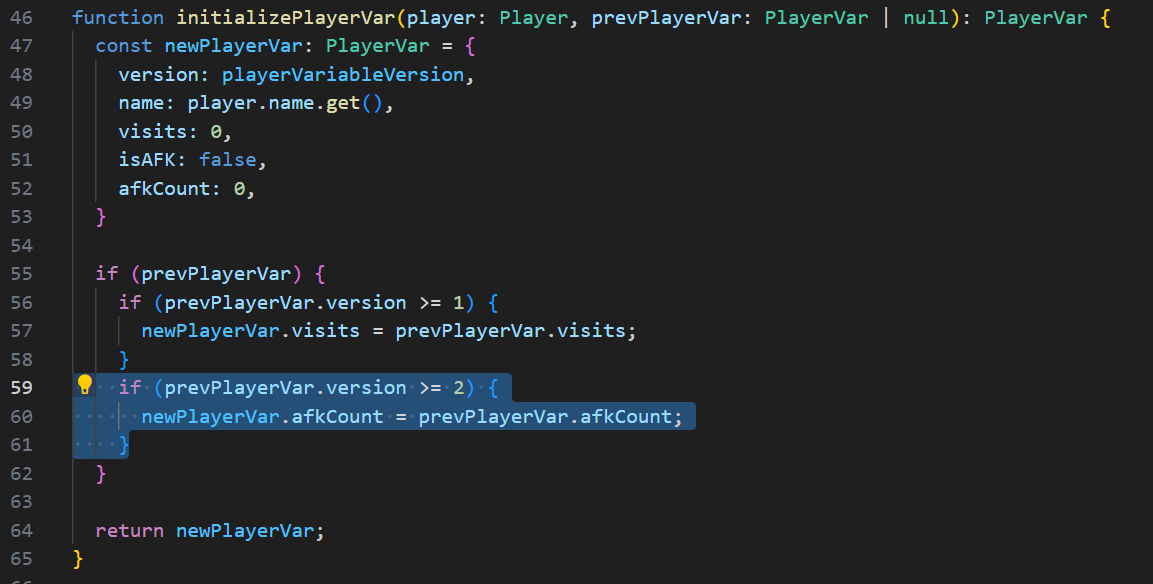 46 function initializePlayerVar(player: Player, prevPlayerVar: PlayerVar | null): PlayerVar {
47   const newPlayerVar: PlayerVar = {
48     version: playerVariableVersion,
49     name: player.name.get(),
50     visits: 0,
51     isAFK: false,
52     afkCount: 0,
53   }
54
55   if (prevPlayerVar) {
56     if (prevPlayerVar.version >= 1) {
57       newPlayerVar.visits = prevPlayerVar.visits;
58     }
59     if (prevPlayerVar.version >= 2) {
60       newPlayerVar.afkCount = prevPlayerVar.afkCount;
61     }
62   }
63
64   return newPlayerVar;
65 }